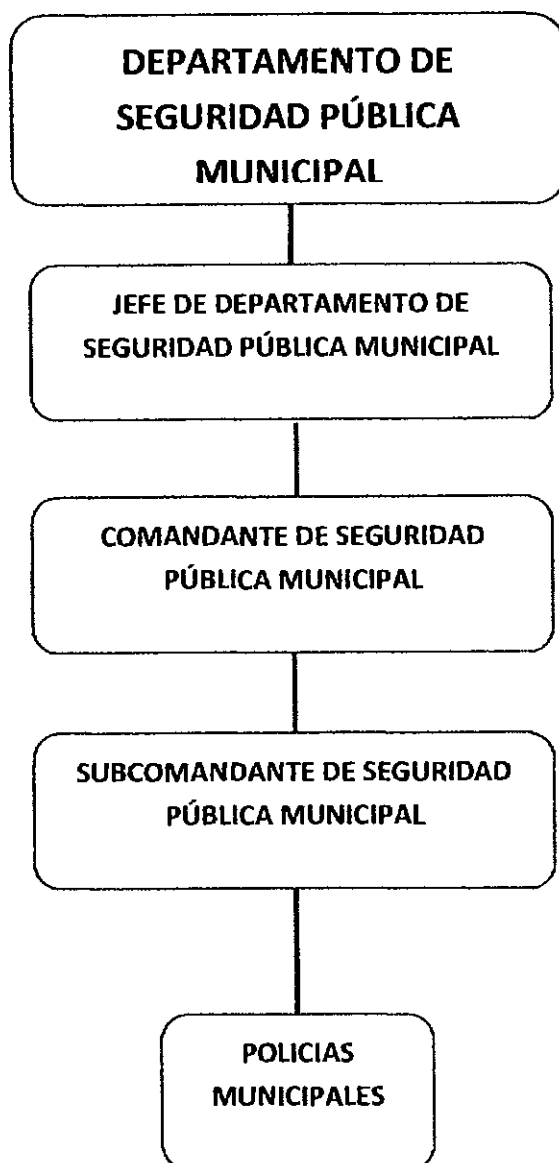 DEPARTAMENTO DE
SEGURIDAD PÚBLICA
MUNICIPAL
JEFE DE DEPARTAMENTO DE
SEGURIDAD PÚBLICA MUNICIPAL
COMANDANTE DE SEGURIDAD
PÚBLICA MUNICIPAL
SUBCOMANDANTE DE SEGURIDAD
PÚBLICA MUNICIPAL
POLICIAS
MUNICIPALES